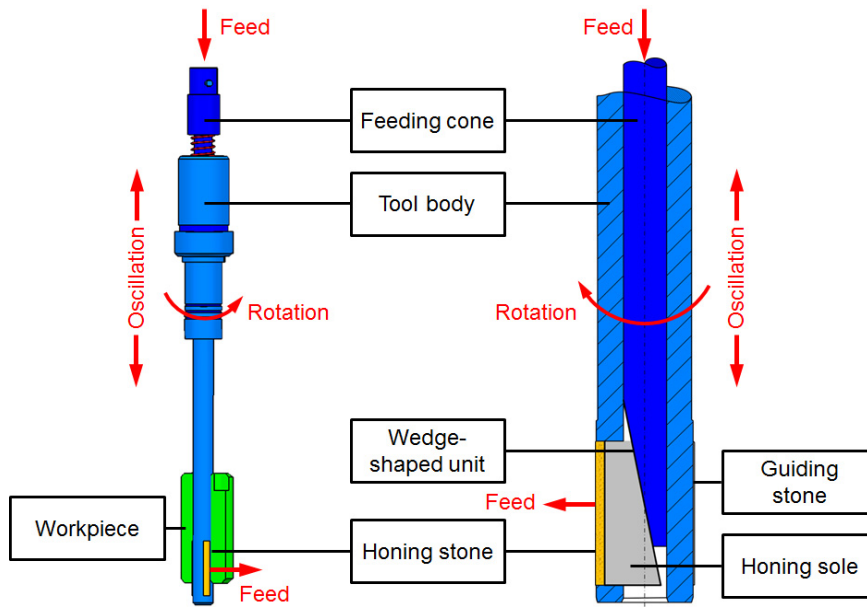 Feed
Feed
Feeding cone
Tool body
Oscillation
Oscillation
Rotation
Rotation
Wedge-
shaped unit
Guiding
stone
Feed
Workpiece
Honing stone
Honing sole
Feed